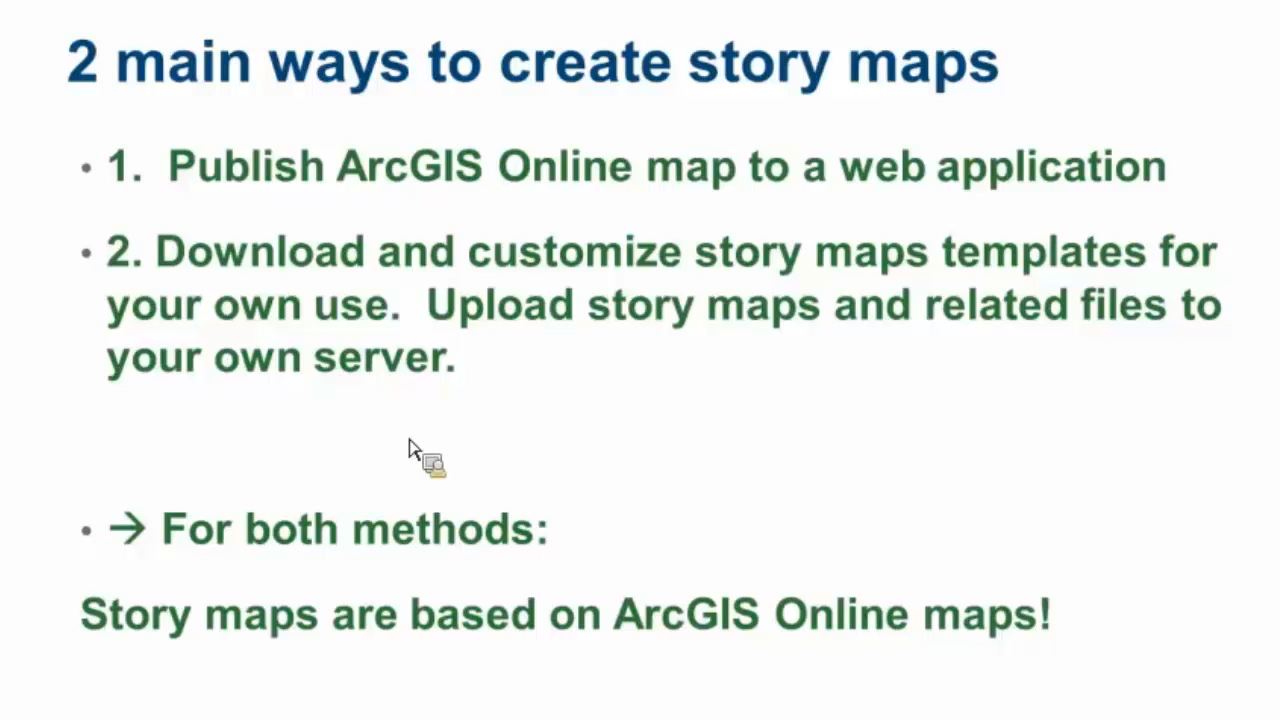 2 main ways to create story maps
• 1. Publish ArcGIS Online map to a web application
• 2. Download and customize story maps templates for
your own use. Upload story maps and related files to
your own server.
• → For both methods:
Story maps are based on ArcGIS Online maps!